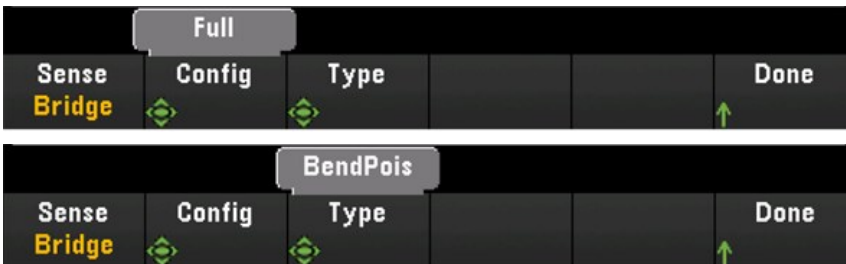 Full
Sense Config Type Done
Bridge
BendPois
Sense Config Type Done
Bridge